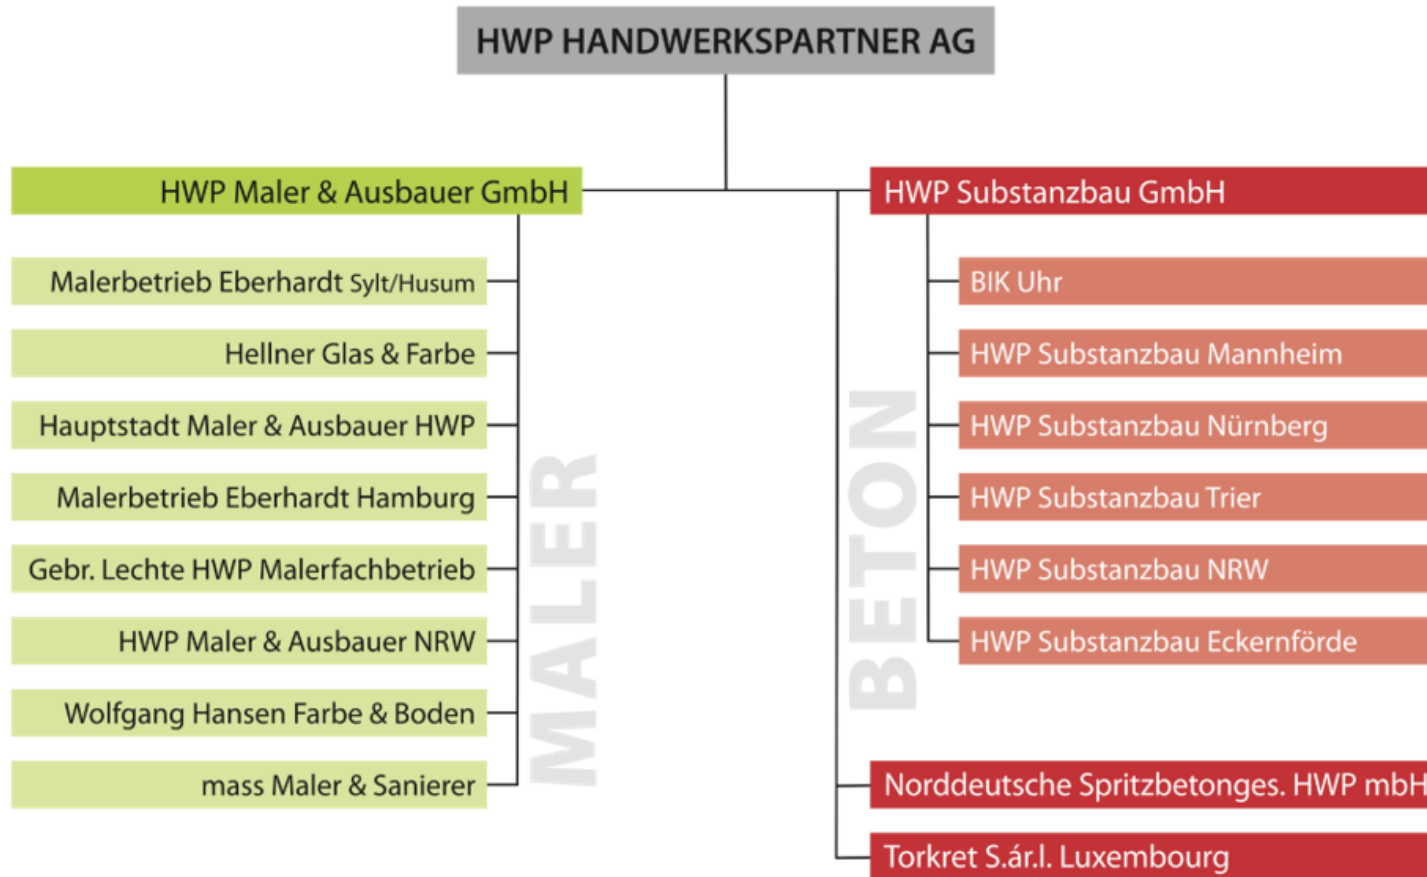 HWP HANDWERKSPARTNER AG
HWP Maler & Ausbauer GmbH
Malerbetrieb Eberhardt Sylt/Husum
Hellner Glas & Farbe
Hauptstadt Maler & Ausbauer HWP
Malerbetrieb Eberhardt Hamburg
Gebr. Lechte HWP Malerfachbetrieb
HWP Maler & Ausbauer NRW
Wolfgang Hansen Farbe & Boden
mass Maler & Sanierer
MALER
BETON
HWP Substanzbau GmbH
BIK Uhr
HWP Substanzbau Mannheim
HWP Substanzbau Nürnberg
HWP Substanzbau Trier
HWP Substanzbau NRW
HWP Substanzbau Eckernförde
Norddeutsche Spritzbetonges. HWP mbH
Torkret S.ár.l. Luxembourg